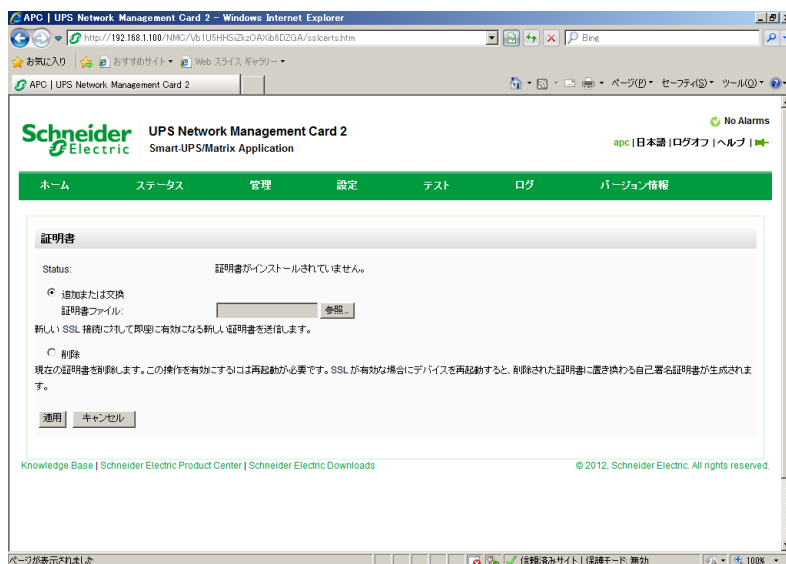 APC | UPS Network Management Card 2 - Windows Internet Explorer
http://192.168.1.100/NMC/Vb1U5HHSiZkzOAXib6DZGA/sslcerts.htm
Bing
お気に入り おすすめサイト Web スライス ギャラリー
APC | UPS Network Management Card 2
ページ(P) セーフティ(S) ツール(O)
No Alarms
Schneider Electric
UPS Network Management Card 2
Smart-UPS/Matrix Application
apc | 日本語 | ログオフ | ヘルプ |
ホーム ステータス 管理 設定 テスト ログ バージョン情報
証明書
Status: 証明書がインストールされていません。
追加または交換
証明書ファイル: 参照...
新しい SSL 接続に対して即座に有効になる新しい証明書を送信します。
削除
現在の証明書を削除します。この操作を有効にするには再起動が必要です。SSL が有効な場合にデバイスを再起動すると、削除された証明書に置き換わる自己署名証明書が生成されま
す。
適用 キャンセル
Knowledge Base | Schneider Electric Product Center | Schneider Electric Downloads
© 2012, Schneider Electric. All rights reserved.
ページが表示されました
信頼済みサイト | 保護モード: 無効
100%